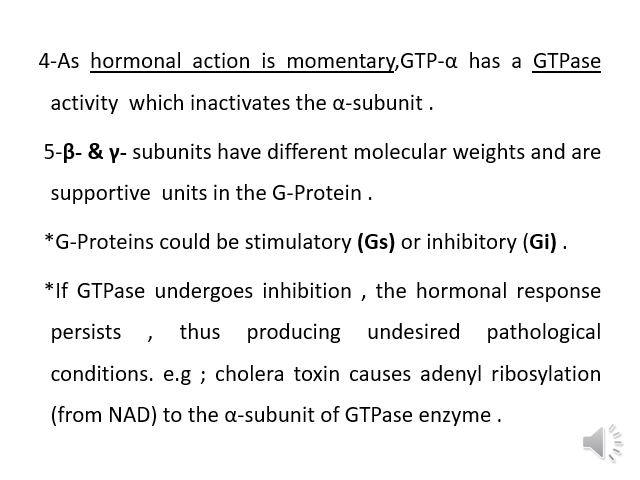 4-As hormonal action is momentary,GTP-α has a GTPase
activity which inactivates the α-subunit .
5-β- & γ- subunits have different molecular weights and are
supportive units in the G-Protein .
*G-Proteins could be stimulatory (Gs) or inhibitory (Gi) .
*If GTPase undergoes inhibition , the hormonal response
persists , thus producing undesired pathological
conditions. e.g ; cholera toxin causes adenyl ribosylation
(from NAD) to the α-subunit of GTPase enzyme .